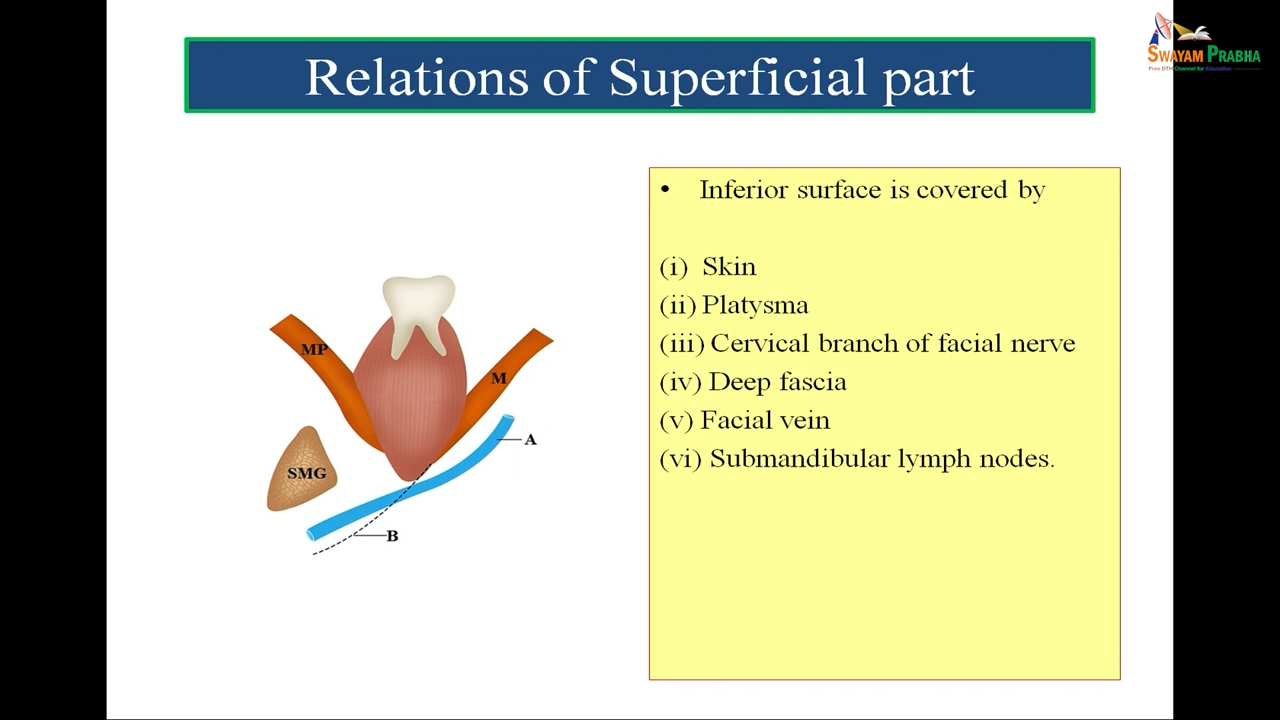 SWAYAM PRABHA
Free DTH Channel for Education
Relations of Superficial part
• Inferior surface is covered by
(i) Skin
(ii) Platysma
(iii) Cervical branch of facial nerve
(iv) Deep fascia
(v) Facial vein
(vi) Submandibular lymph nodes.
MP
M
A
SMG
B